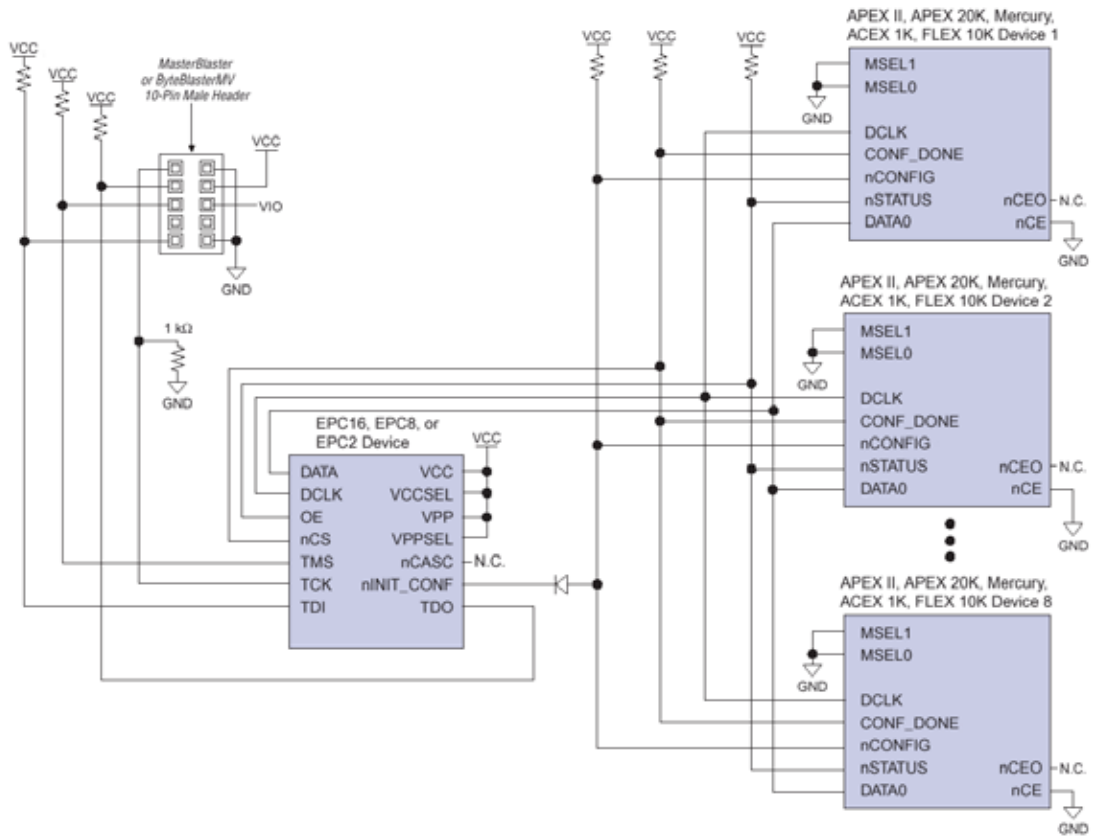 VCC
VCC
VCC
MasterBlaster
or ByteBlasterMV
10-Pin Male Header
VCC
VIO
GND
1 kΩ
GND
VCC
VCC
VCC
APEX II, APEX 20K, Mercury,
ACEX 1K, FLEX 10K Device 1
MSEL1
MSEL0
GND
DCLK
CONF_DONE
nCONFIG
nSTATUS nCEO N.C.
DATA0 nCE
GND
APEX II, APEX 20K, Mercury,
ACEX 1K, FLEX 10K Device 2
MSEL1
MSEL0
GND
DCLK
CONF_DONE
nCONFIG
nSTATUS nCEO N.C.
DATA0 nCE
GND
EPC16, EPC8, or
EPC2 Device
VCC
DATA VCC
DCLK VCCSEL
OE VPP
nCS VPPSEL
TMS nCASC N.C.
TCK nINIT_CONF
TDI TDO
APEX II, APEX 20K, Mercury,
ACEX 1K, FLEX 10K Device 8
MSEL1
MSEL0
GND
DCLK
CONF_DONE
nCONFIG
nSTATUS nCEO N.C.
DATA0 nCE
GND